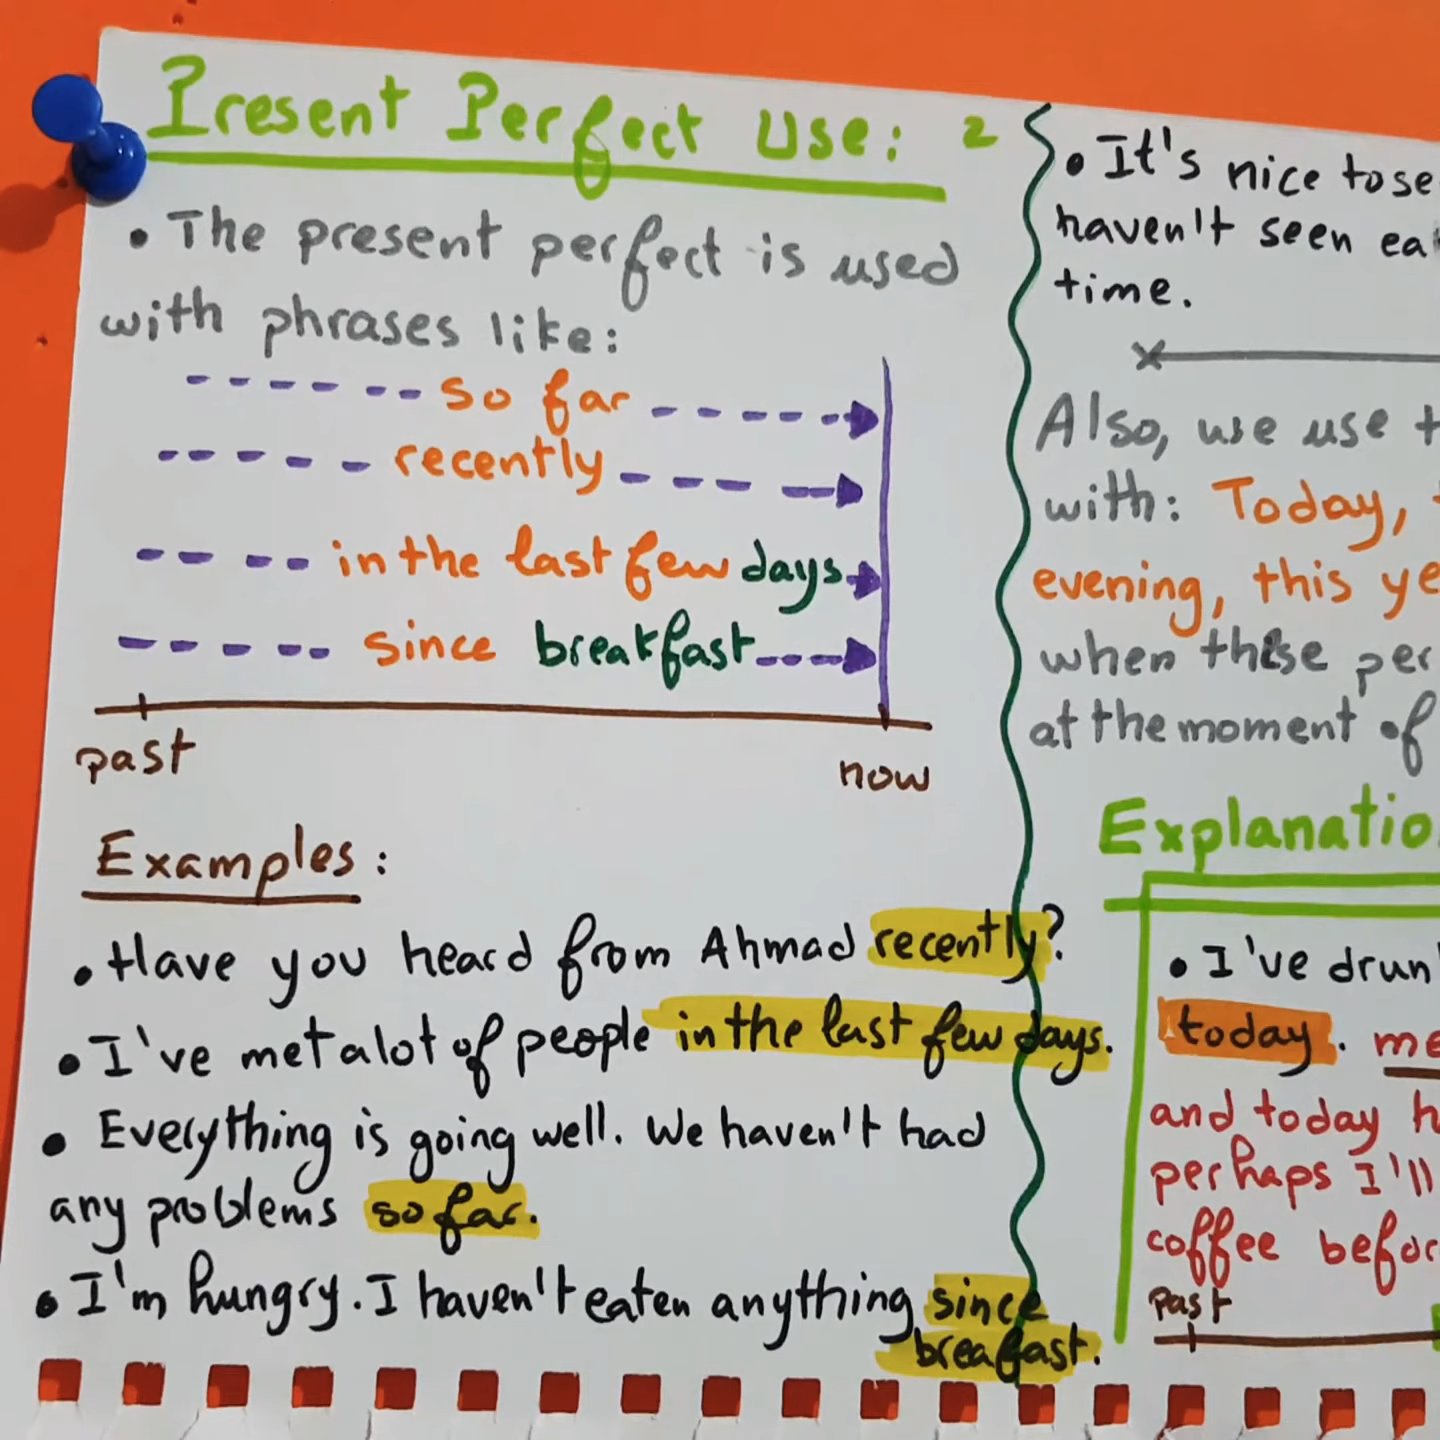 Present Perfect Use: 2
• The present perfect is used
with phrases like:
so far
recently
in the last few days
since breakfast
past
now
Examples:
• Have you heard from Ahmad recently?
• I've met a lot of people in the last few days.
• Everything is going well. We haven't had
any problems so far.
• I'm hungry. I haven't eaten anything since
breakfast.
• It's nice to se
haven't seen ea
time.
Also, we use t
with: Today,
evening, this ye
when these per
at the moment of
Explanatio
• I've drun
today. me
and today h
perhaps I'll
coffee befor
past